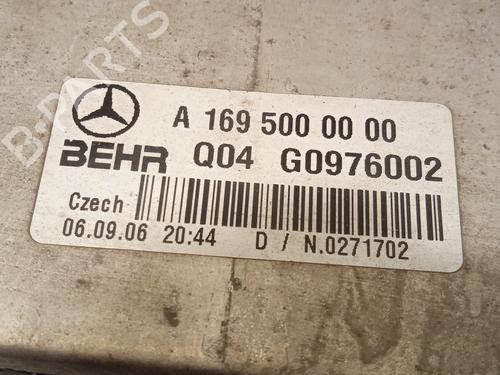 B-PARTS
A 169 500 00 00
BEHR Q04 G0976002
Czech
06.09.06 20:44 D / N.0271702